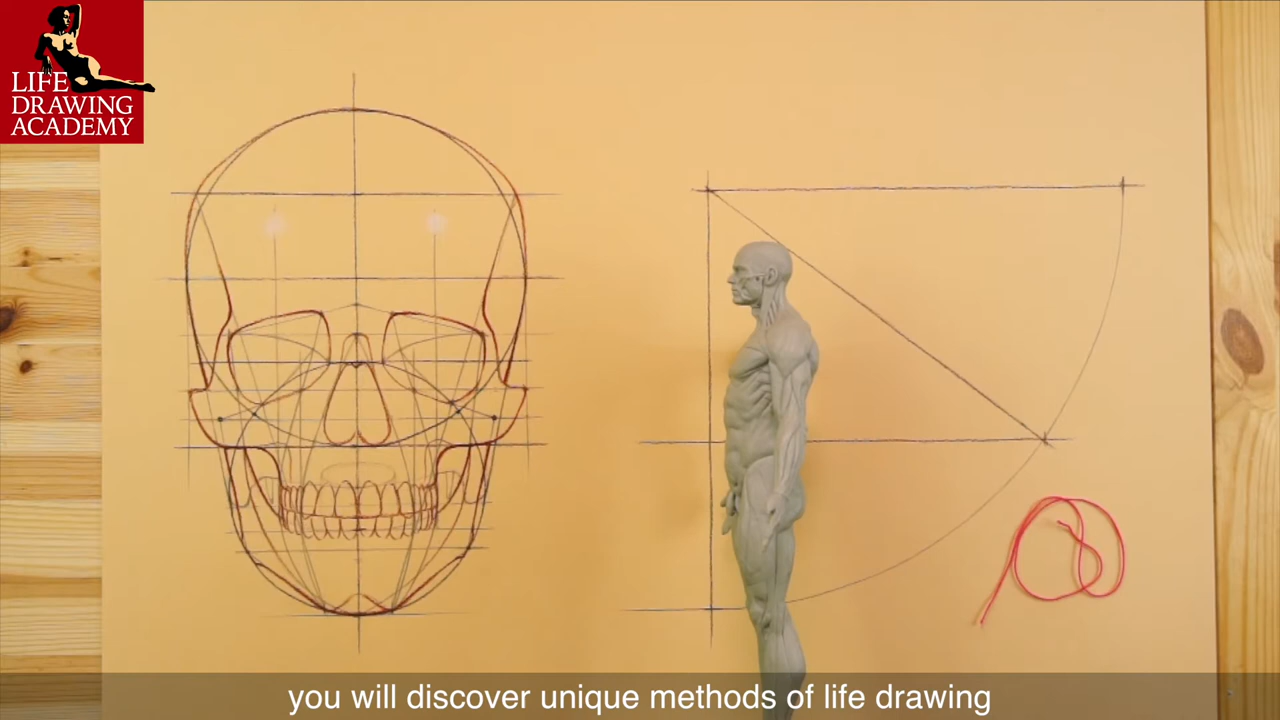 LIFE
DRAWING
ACADEMY
you will discover unique methods of life drawing